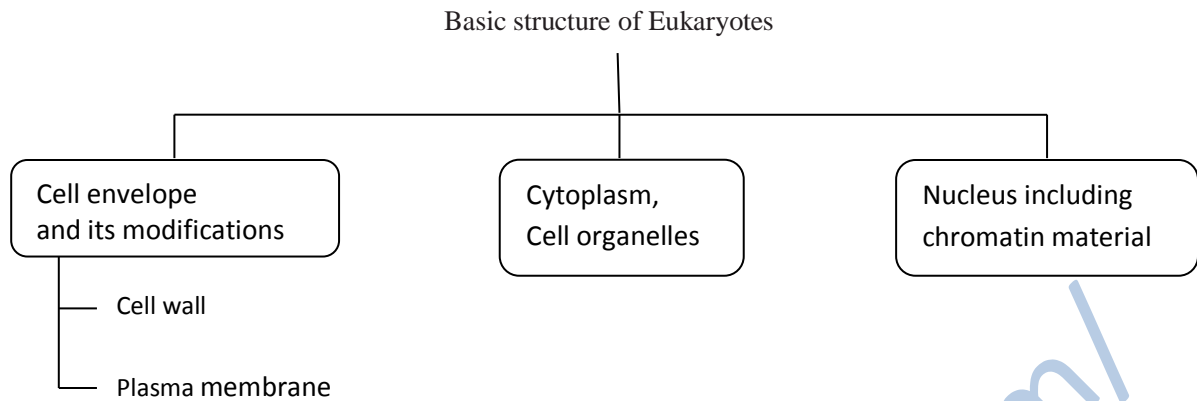 Basic structure of Eukaryotes
Cell envelope
and its modifications
Cytoplasm,
Cell organelles
Nucleus including
chromatin material
Cell wall
Plasma membrane
m/